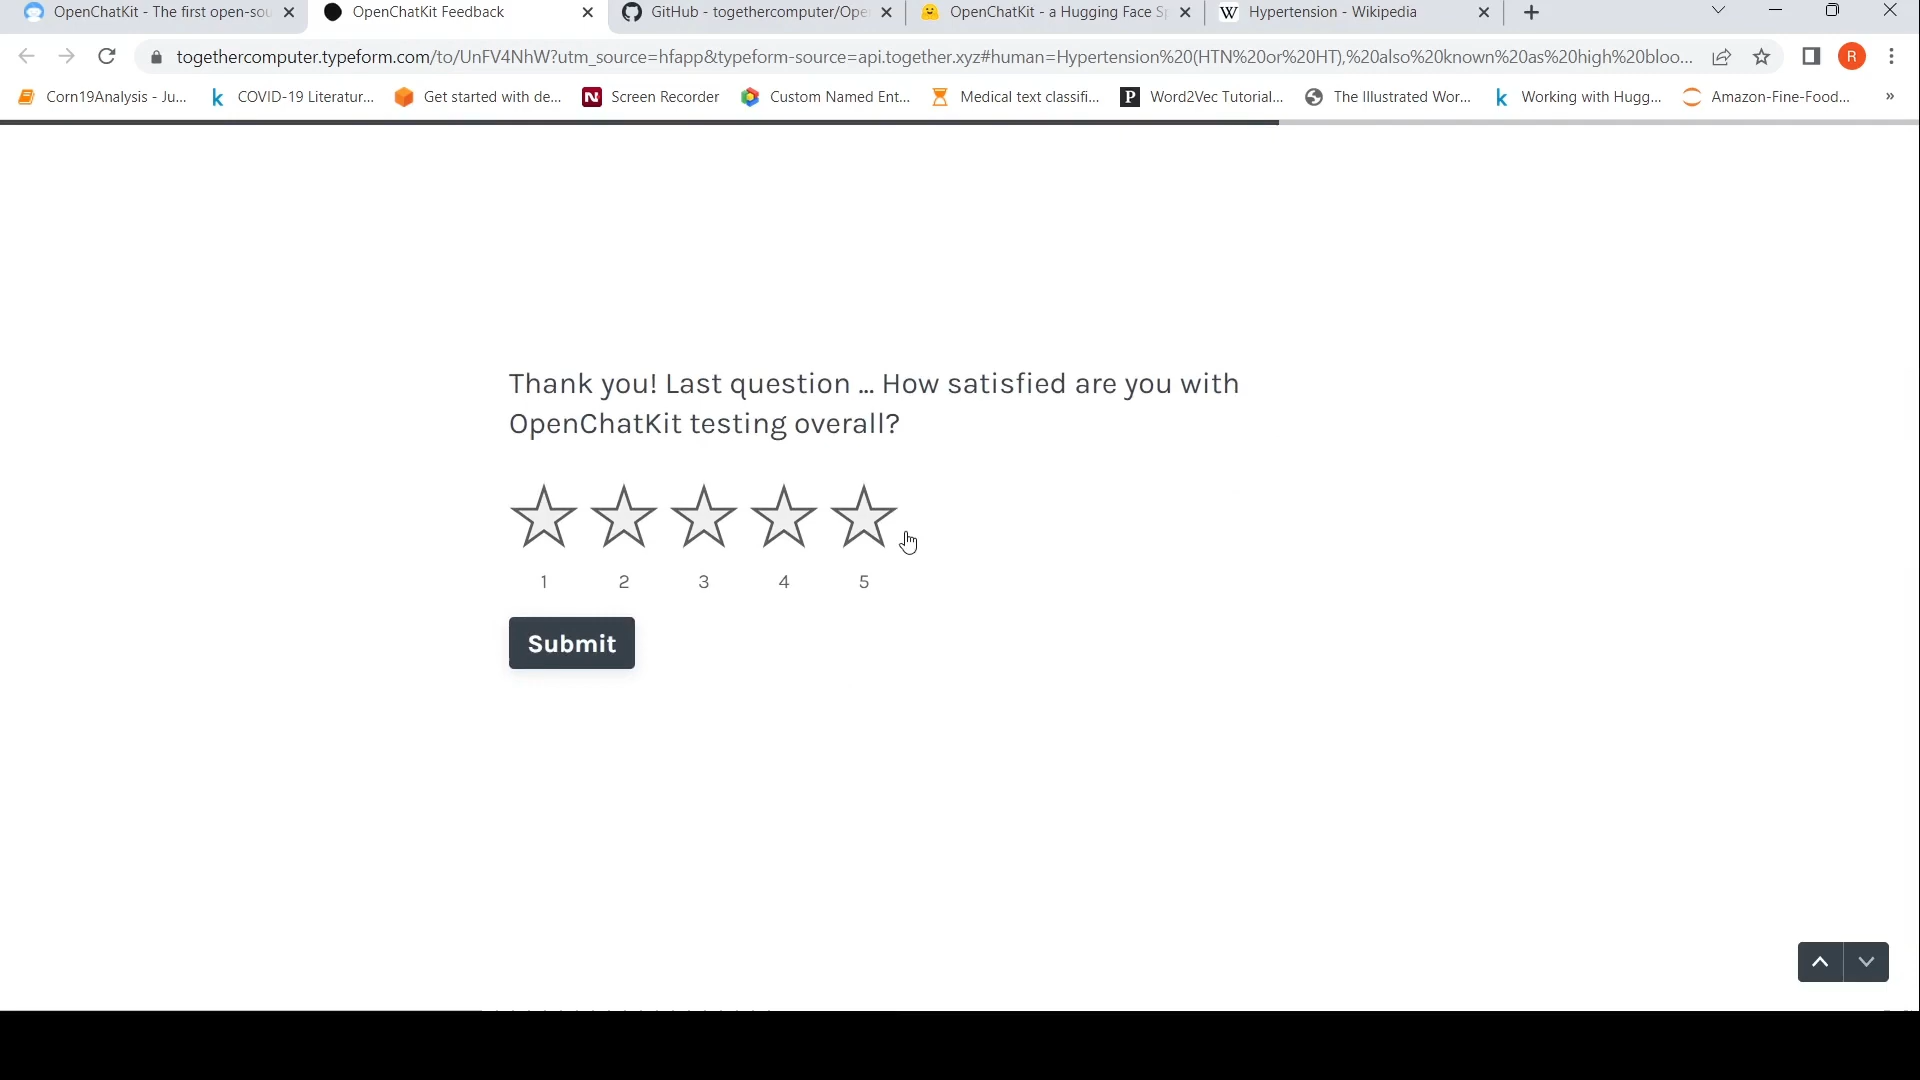 OpenChatKit - The first open-sou
OpenChatKit Feedback
GitHub - togethercomputer/Ope
OpenChatKit - a Hugging Face Sp
Hypertension - Wikipedia
togethercomputer.typeform.com/to/UnFV4NhW?utm_source=hfapp&typeform-source=api.together.xyz#human=Hypertension%20(HTN%20or%20HT),%20also%20known%20as%20high%20bloo...
R
Corn19Analysis - Ju...
COVID-19 Literatur...
Get started with de...
Screen Recorder
Custom Named Ent...
Medical text classifi...
Word2Vec Tutorial...
The Illustrated Wor...
Working with Hugg...
Amazon-Fine-Food...
»
Thank you! Last question ... How satisfied are you with
OpenChatKit testing overall?
1 2 3 4 5
Submit